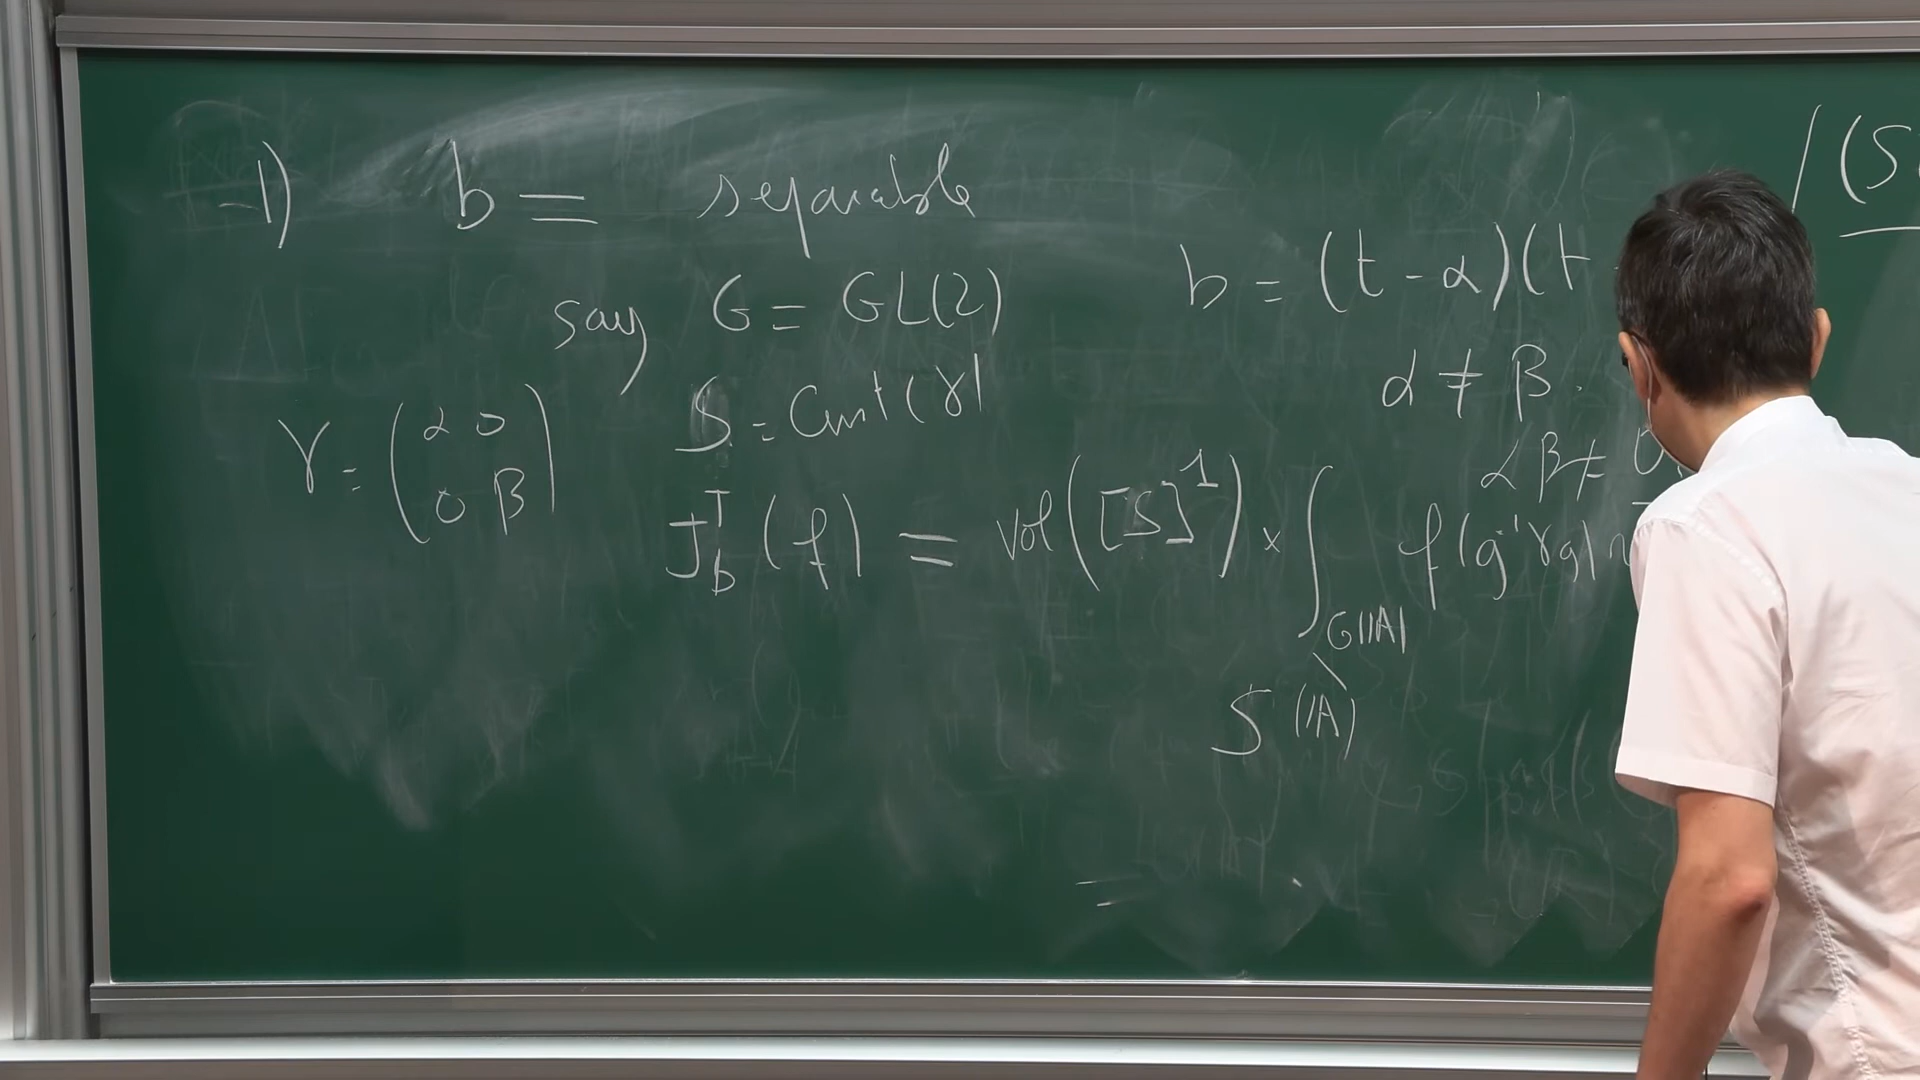 -1) b = separable
say G = GL(2)
b = (t - α)(t
α ≠ β.
αβ ≠ 0
γ = (α 0
0 β)
S = Cent(γ)
J_b^T(f) = vol([S]^1) × ∫_{S(𝔸)\G(𝔸)} f(g^{-1}γg)
=
/(S